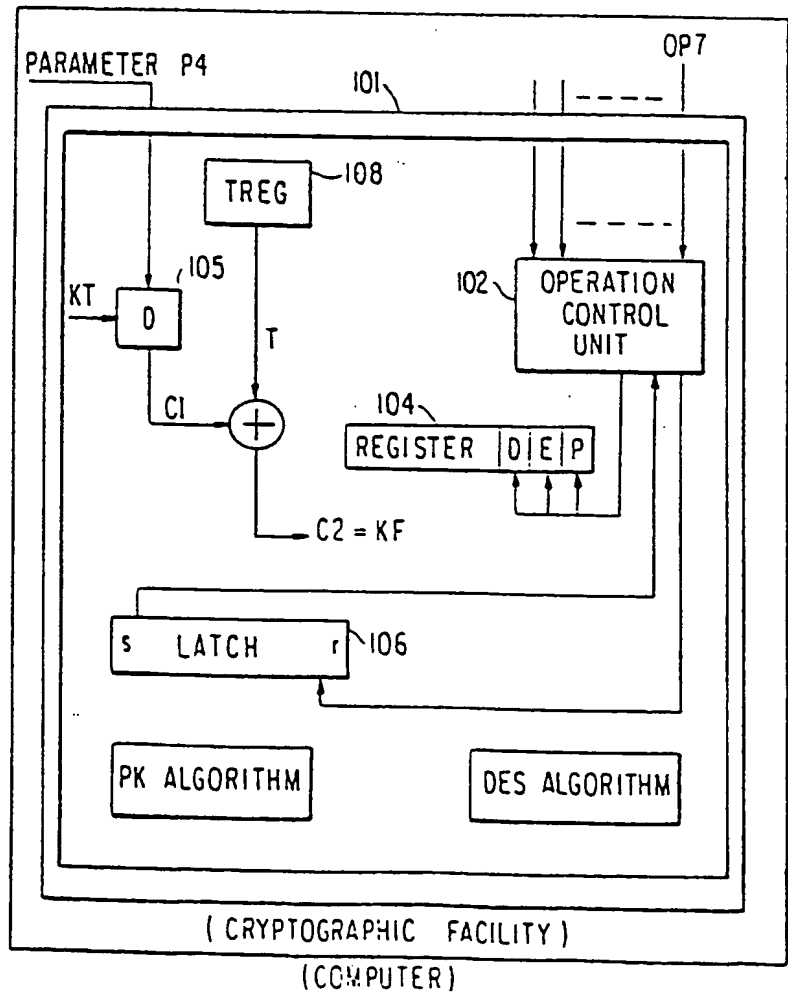 OP7
PARAMETER P4
101
TREG
108
105
KT
D
102
OPERATION
CONTROL
UNIT
T
CI
104
REGISTER |D|E|P
C2 = KF
S LATCH r
106
PK ALGORITHM
DES ALGORITHM
( CRYPTOGRAPHIC FACILITY )
(COMPUTER)